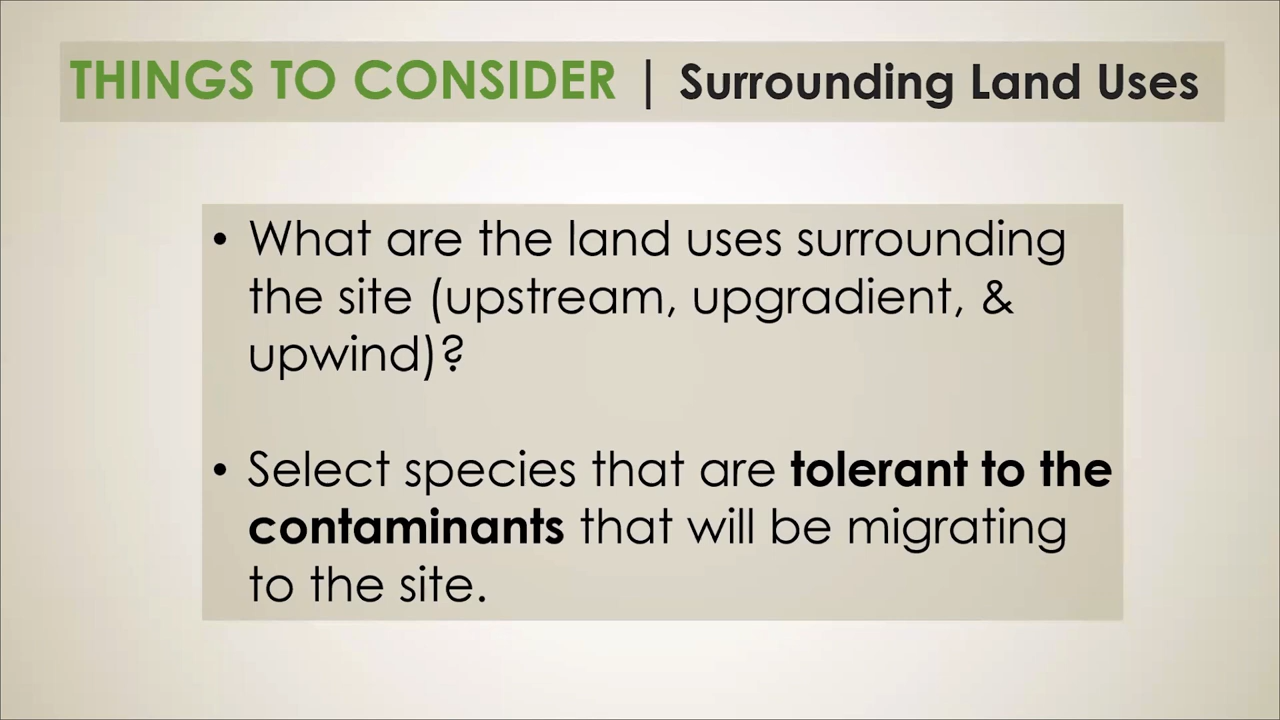 THINGS TO CONSIDER | Surrounding Land Uses
• What are the land uses surrounding
the site (upstream, upgradient, &
upwind)?
• Select species that are tolerant to the
contaminants that will be migrating
to the site.